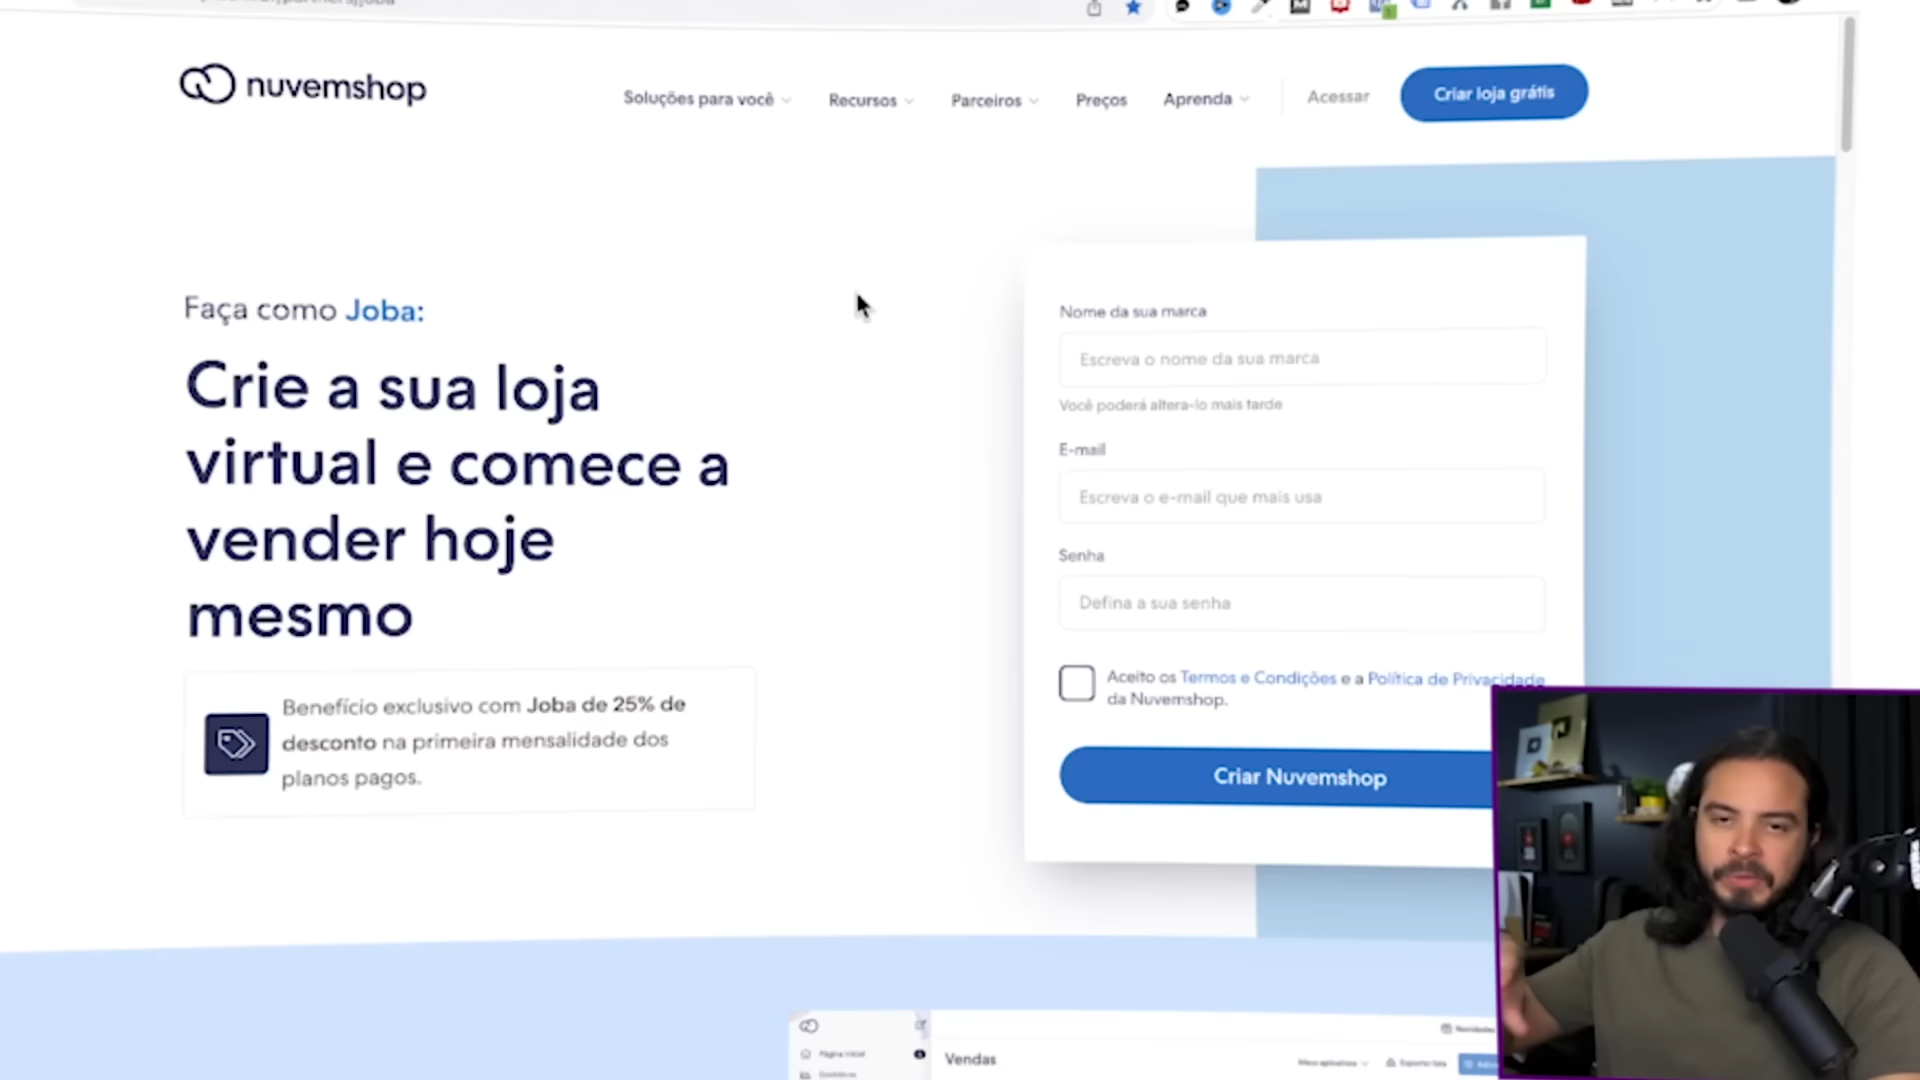 nuvemshop
Soluções para você
Recursos
Parceiros
Preços
Aprenda
Acessar
Criar loja grátis
Faça como Joba:
Crie a sua loja
virtual e comece a
vender hoje
mesmo
Benefício exclusivo com Joba de 25% de
desconto na primeira mensalidade dos
planos pagos.
Nome da sua marca
Escreva o nome da sua marca
Você poderá altera-lo mais tarde
E-mail
Escreva o e-mail que mais usa
Senha
Defina a sua senha
Aceito os Termos e Condições e a Política de Privacidade
da Nuvemshop.
Criar Nuvemshop
Página inicial
Vendas